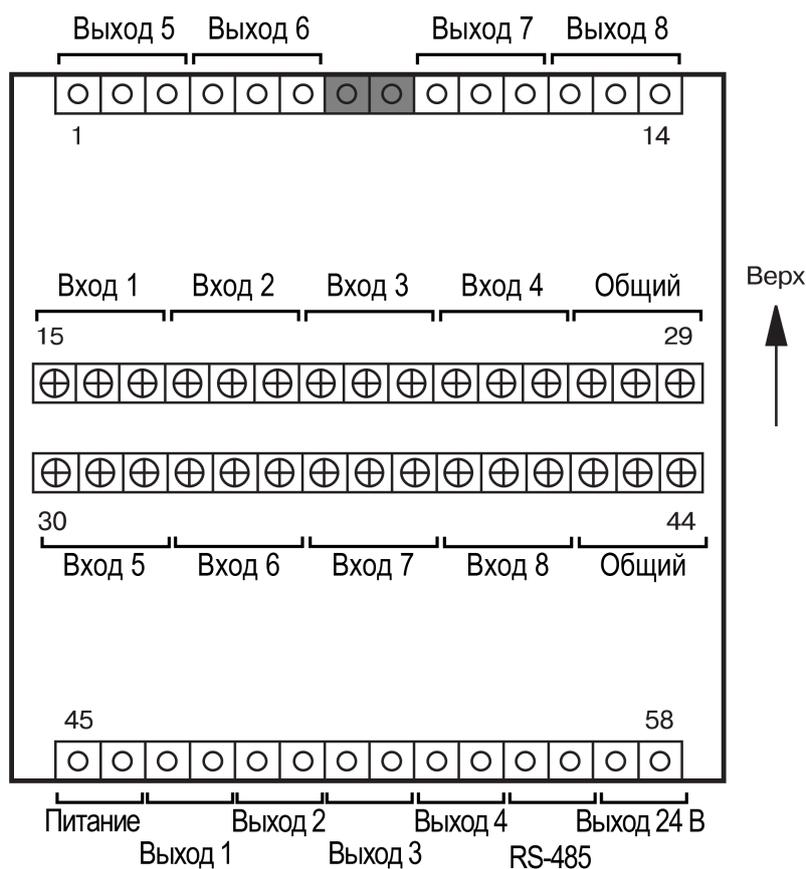 Выход 5 Выход 6 Выход 7 Выход 8
1 14
Верх
Вход 1 Вход 2 Вход 3 Вход 4 Общий
15 29
30 44
Вход 5 Вход 6 Вход 7 Вход 8 Общий
45 58
Питание Выход 2 Выход 4 Выход 24 В
Выход 1 Выход 3 RS-485